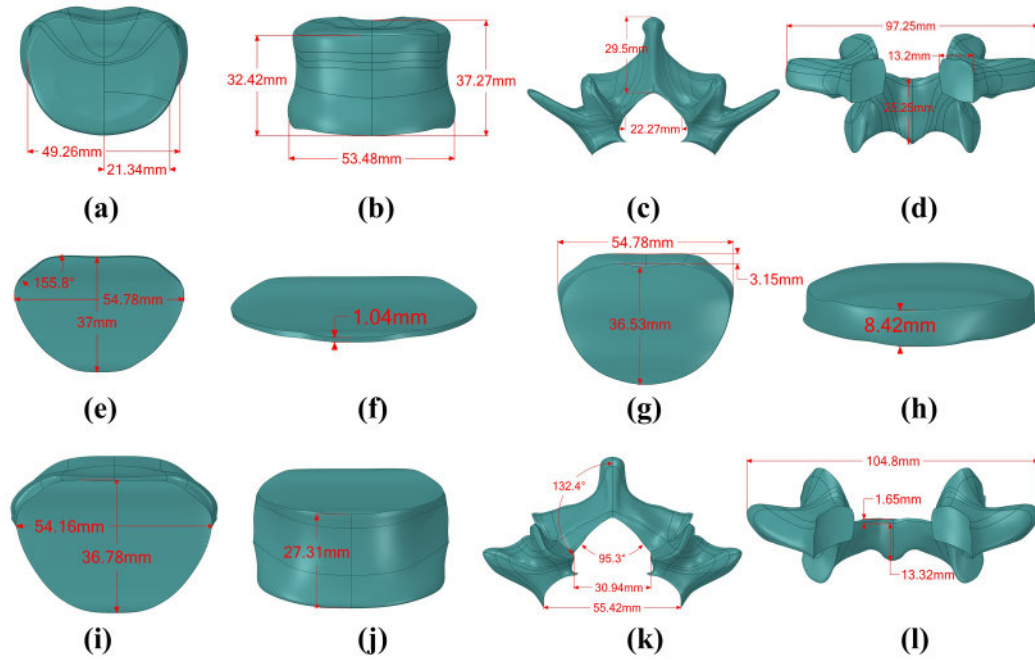 29.5mm
97.25mm
13.2mm
32.42mm
37.27mm
25.25mm
22.27mm
49.26mm
53.48mm
21.34mm
(a)
(b)
(c)
(d)
54.78mm
155.8°
54.78mm
3.15mm
37mm
1.04mm
36.53mm
8.42mm
(e)
(f)
(g)
(h)
104.8mm
132.4°
1.65mm
54.16mm
36.78mm
27.31mm
95.3°
13.32mm
30.94mm
55.42mm
(i)
(j)
(k)
(l)